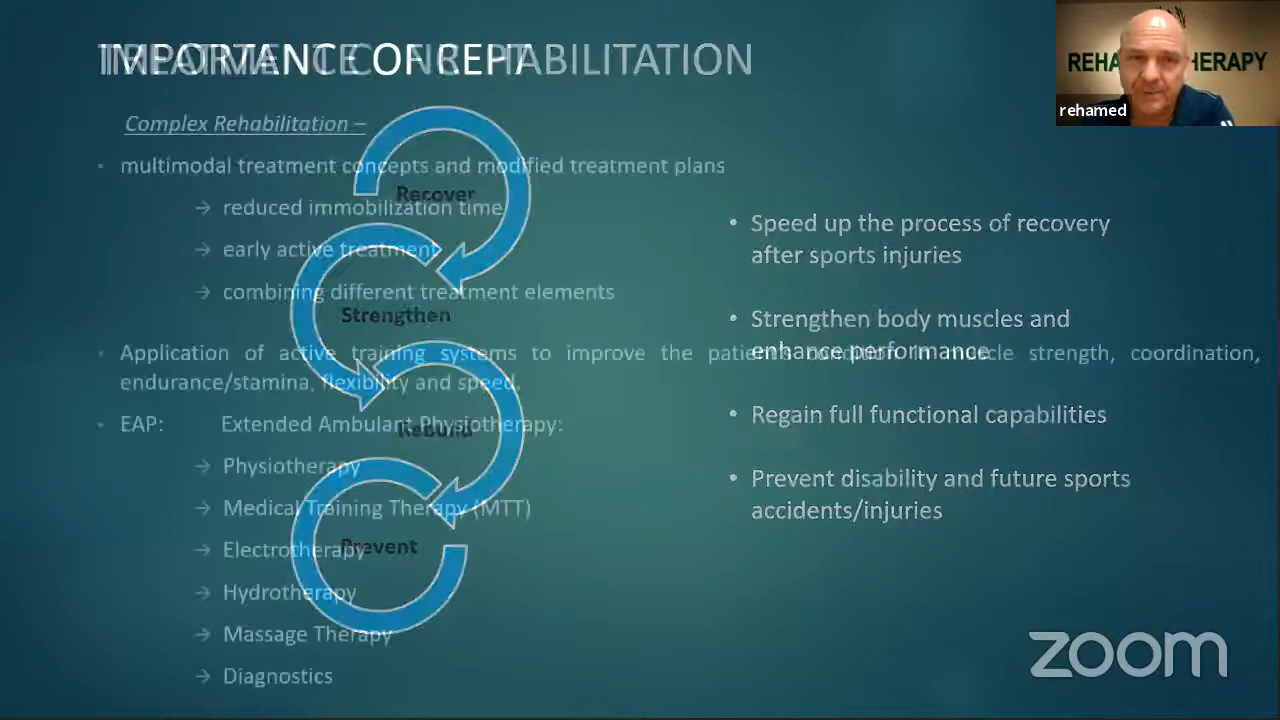 IMPORTANCE OF REHABILITATION
Complex Rehabilitation –
• multimodal treatment concepts and modified treatment plans
→ reduced immobilization time
→ early active treatment
→ combining different treatment elements
• Application of active training systems to improve the patient's condition in muscle strength, coordination,
endurance/stamina, flexibility and speed.
• EAP: Extended Ambulant Physiotherapy:
→ Physiotherapy
→ Medical Training Therapy (MTT)
→ Electrotherapy
→ Hydrotherapy
→ Massage Therapy
→ Diagnostics
Recover
Strengthen
Rebuild
Prevent
• Speed up the process of recovery
after sports injuries
• Strengthen body muscles and
enhance performance
• Regain full functional capabilities
• Prevent disability and future sports
accidents/injuries
rehamed
zoom